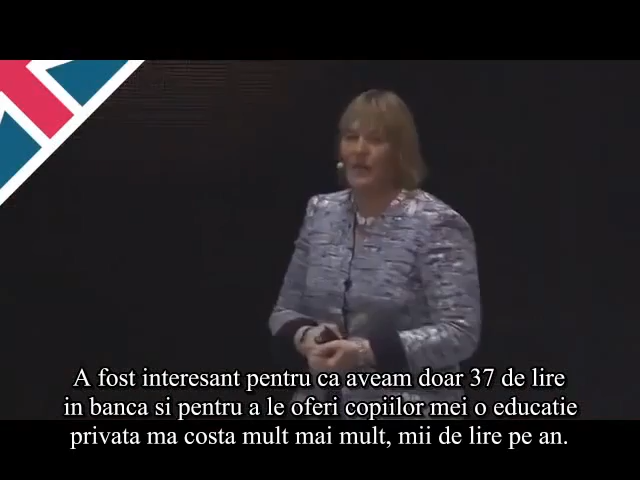 A fost interesant pentru ca aveam doar 37 de lire
in banca si pentru a le oferi copiilor mei o educatie
privata ma costa mult mai mult, mii de lire pe an.